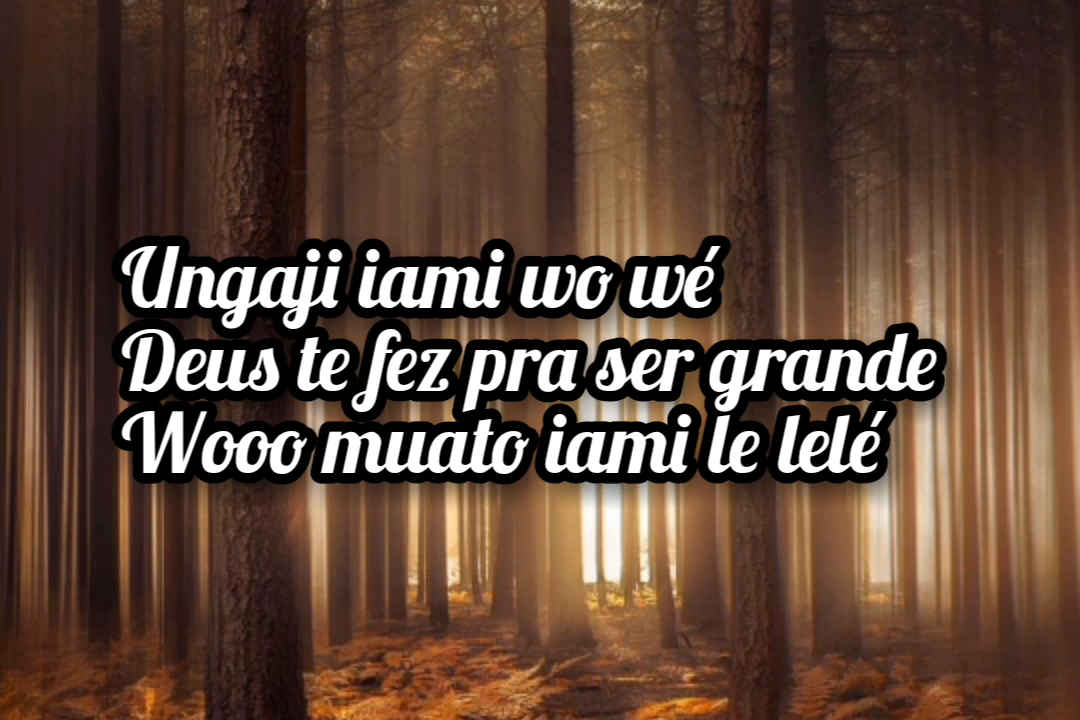 Ungaji iami wo wé
Deus te fez pra ser grande
Wooo muato iami le lelé